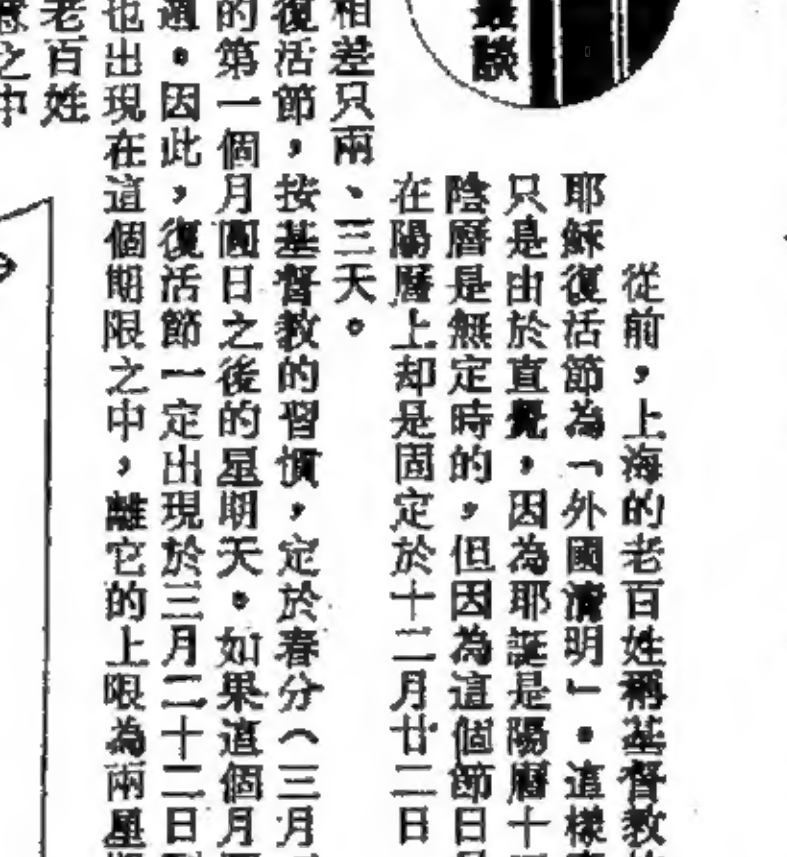 叢談
從前，上海的老百姓稱基督教
耶穌復活節為「外國清明」。這樣
只是由於直覺，因為耶誕是陽曆十
陰曆是無定時的，但因為這個節日
在陽曆上却是固定於十二月廿二日
相差只兩、三天。
復活節，按基督教的習慣，定於春分（三月
的第一個月圓日之後的星期天。如果這個月
。因此，復活節一定出現於三月二十二日
也出現在這個期限之中，離它的上限為兩星
老百姓
之中